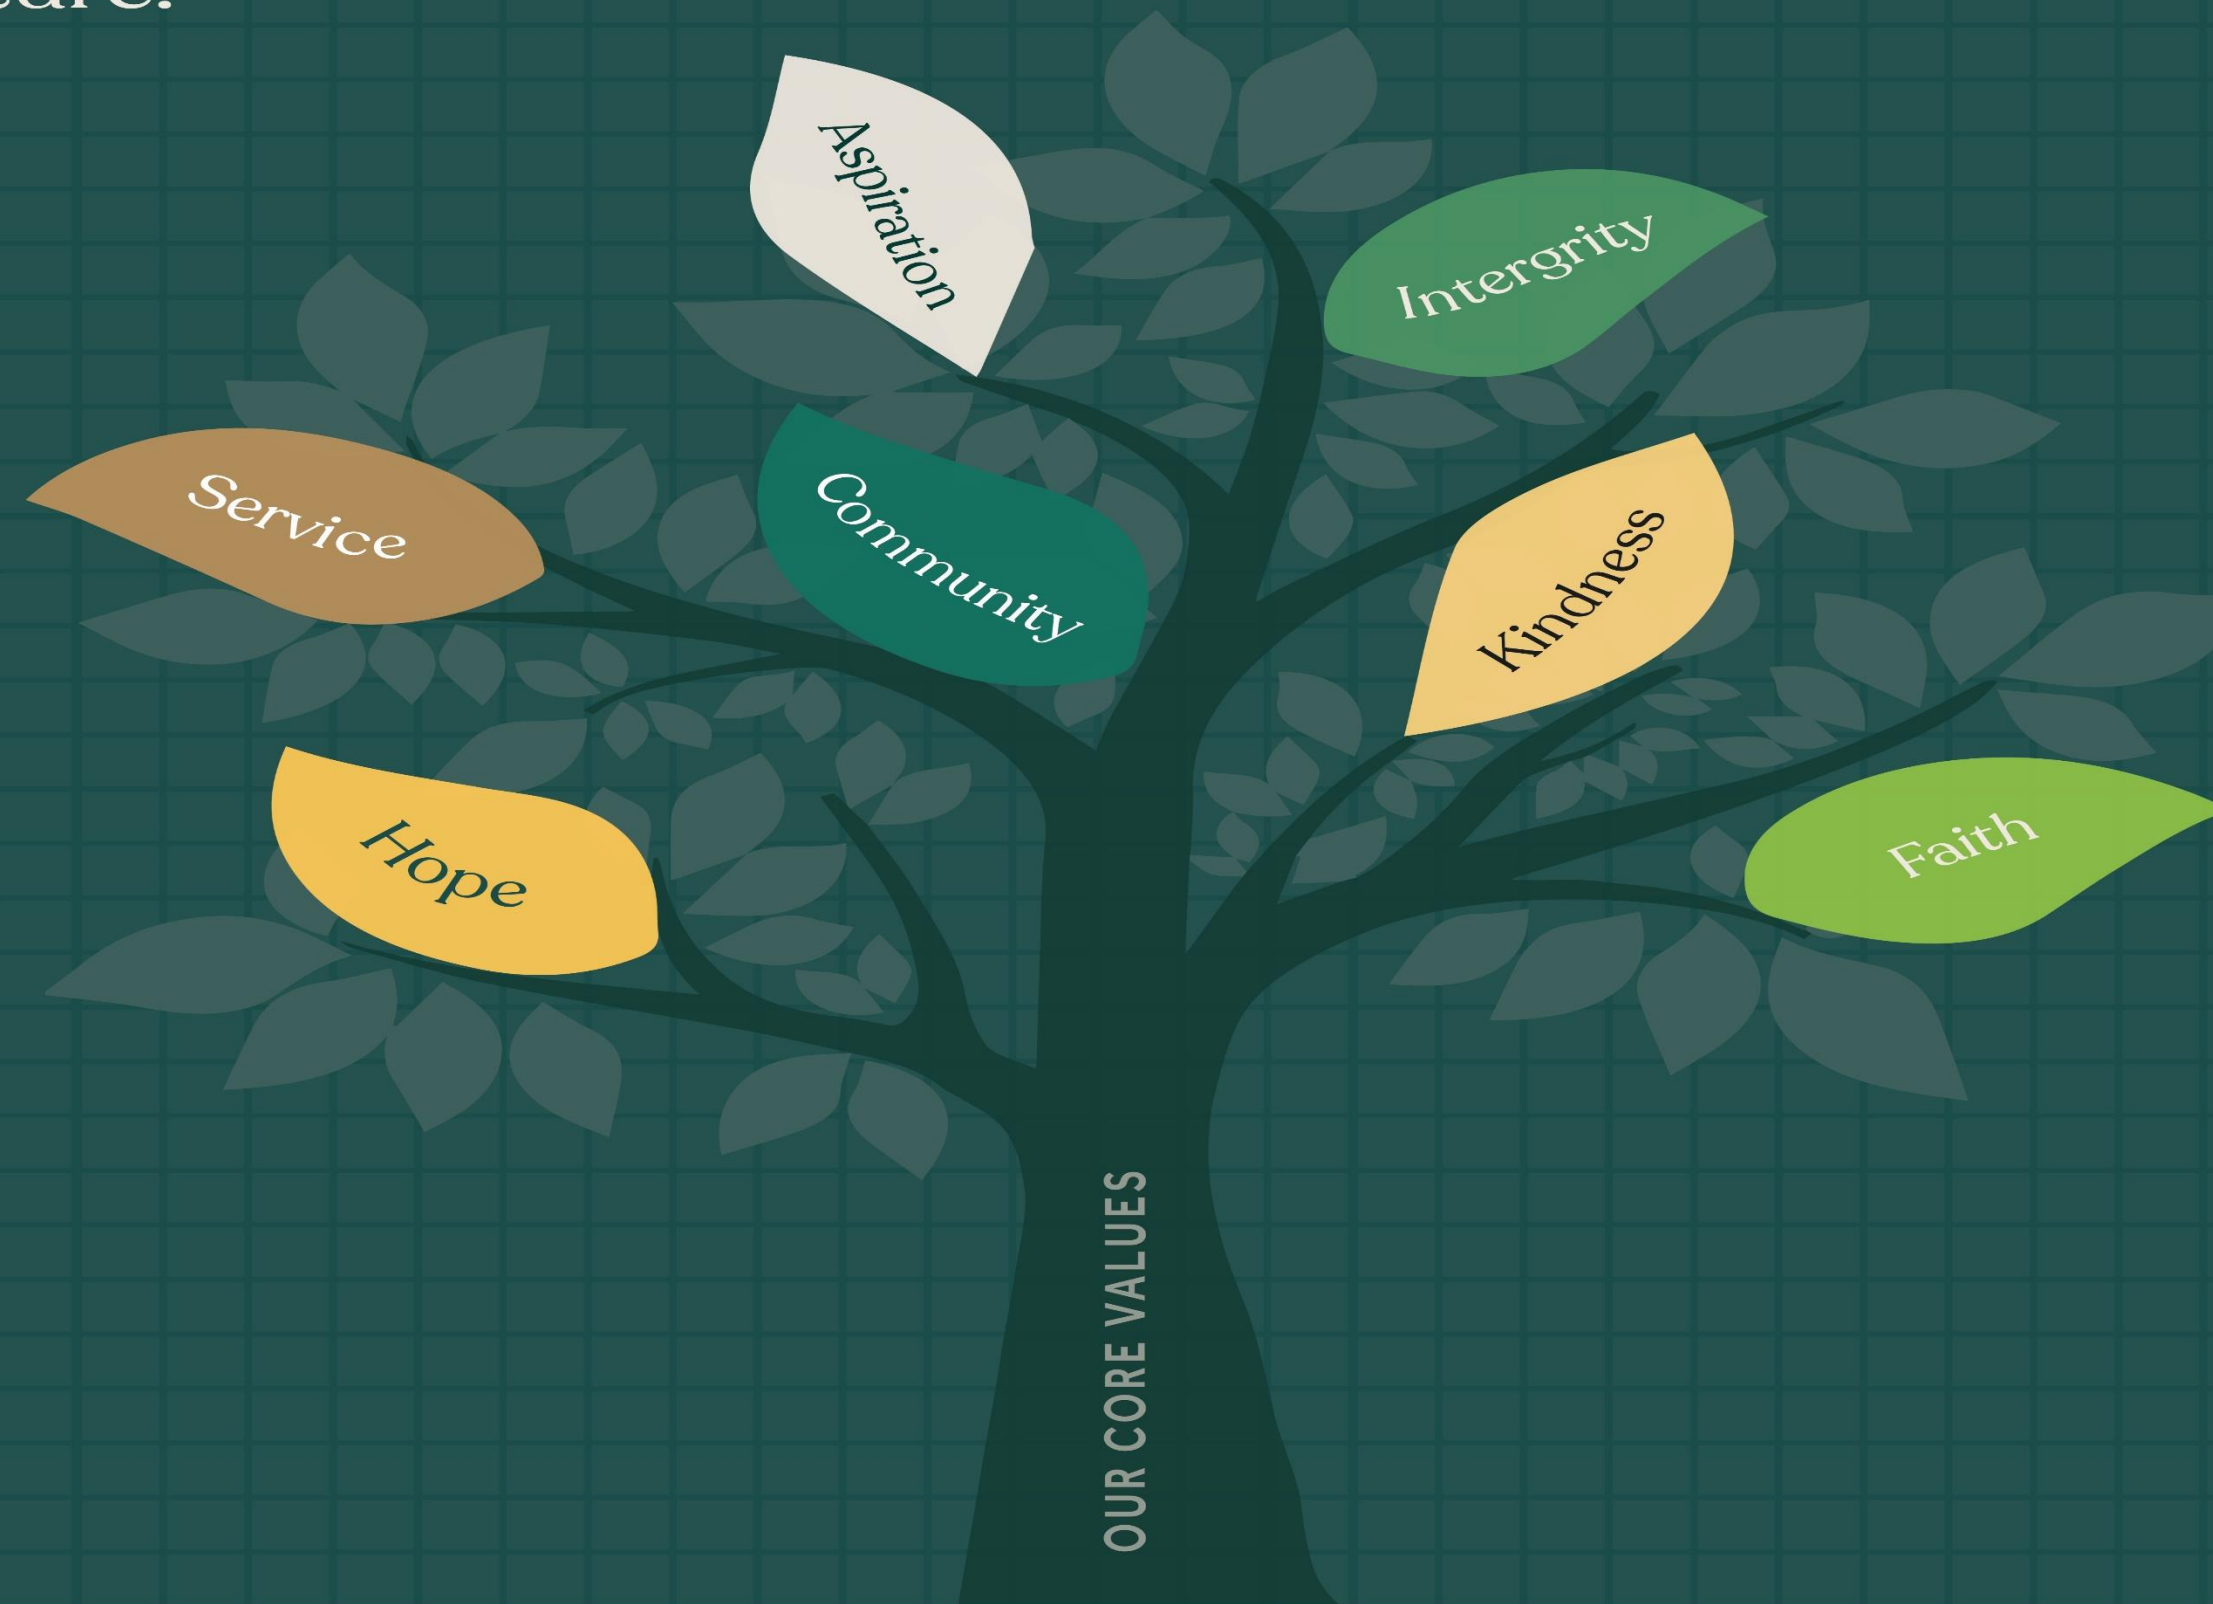 Aspiration
Intergrity
Service
Community
Kindness
Hope
Faith
OUR CORE VALUES